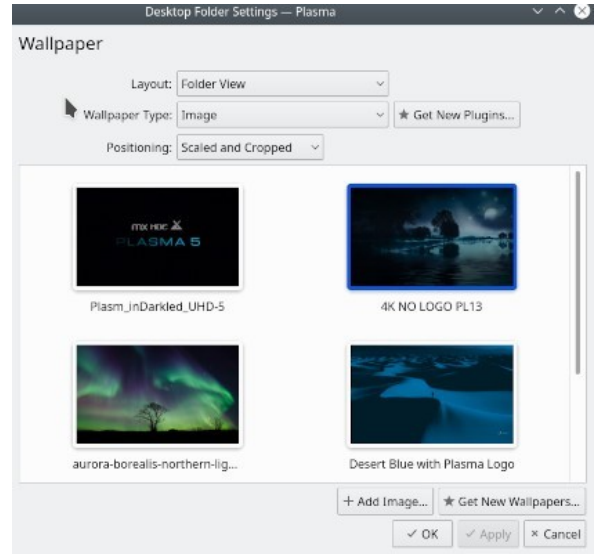 Desktop Folder Settings — Plasma
Wallpaper
Layout: Folder View
Wallpaper Type: Image ★ Get New Plugins...
Positioning: Scaled and Cropped
PLASMA 5
Plasm_inDarkled_UHD-5 4K NO LOGO PL13
aurora-borealis-northern-lig... Desert Blue with Plasma Logo
+ Add Image... ★ Get New Wallpapers...
✓ OK ✓ Apply × Cancel